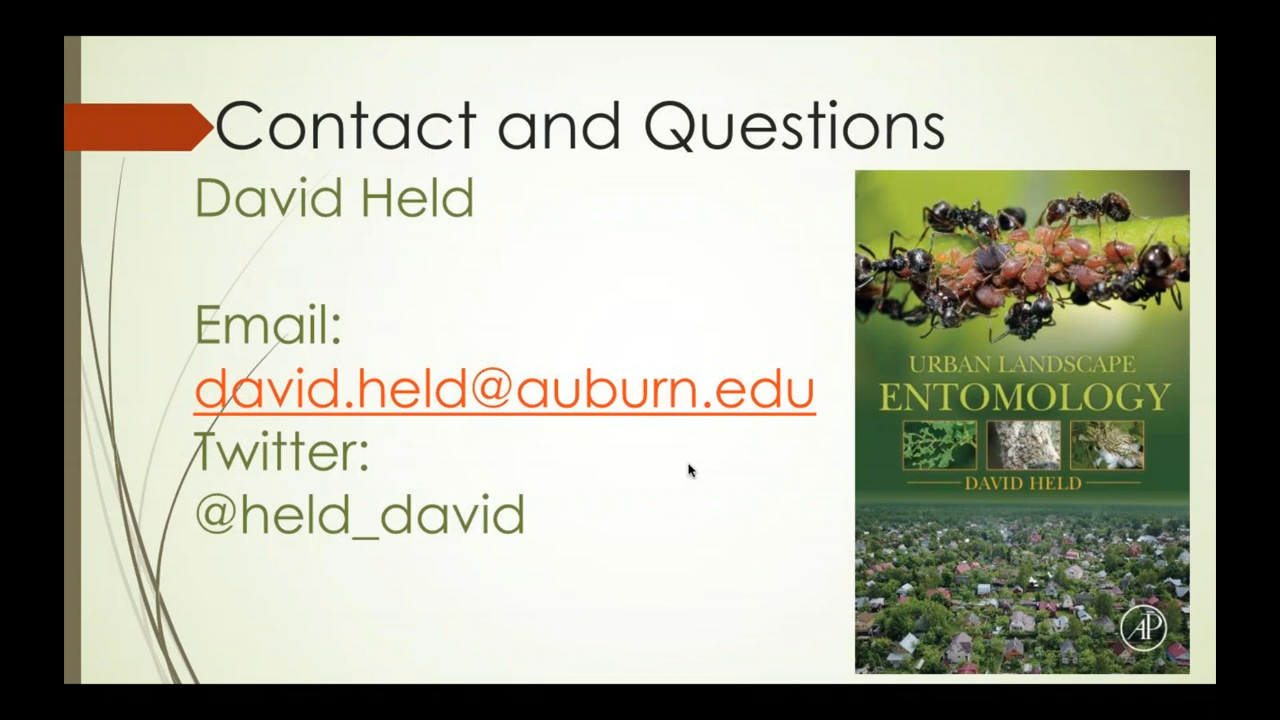 Contact and Questions
David Held
Email:
david.held@auburn.edu
Twitter:
@held_david
URBAN LANDSCAPE
ENTOMOLOGY
DAVID HELD
AP